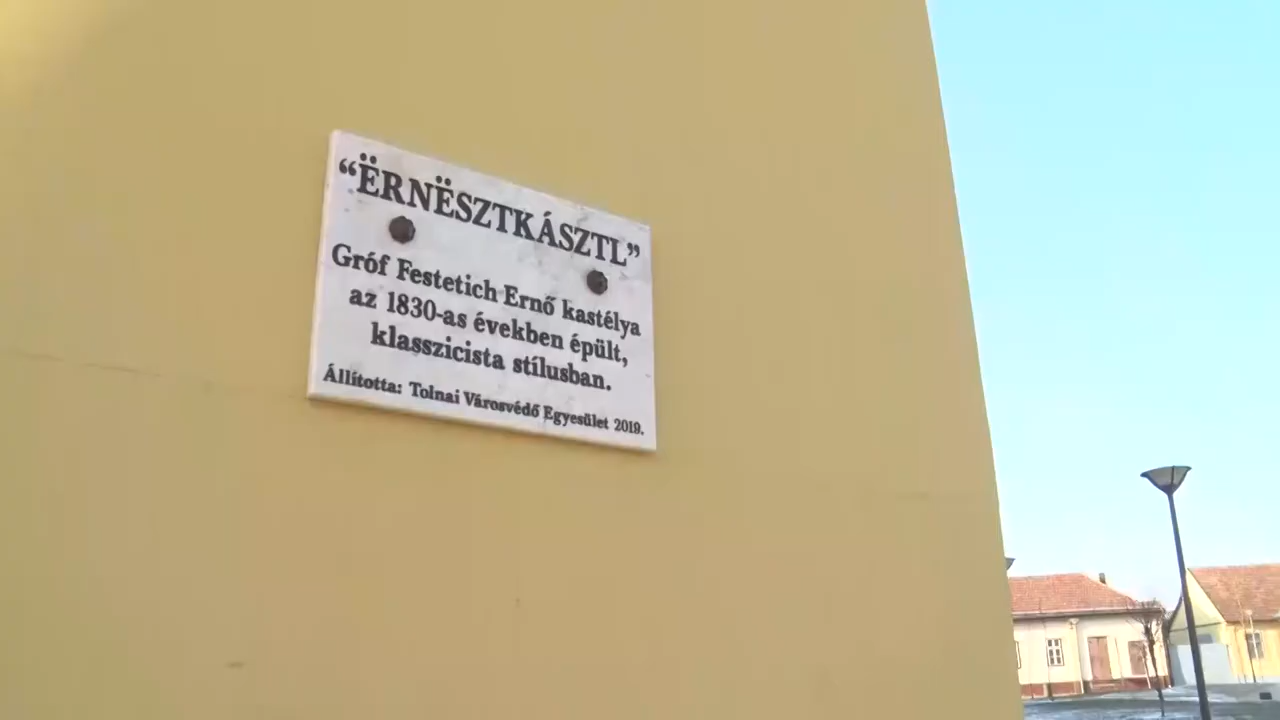 “ËRNËSZTKÁSZTL”
Gróf Festetich Ernő kastélya
az 1830-as években épült,
klasszicista stílusban.
Állította: Tolnai Városvédő Egyesület 2019.